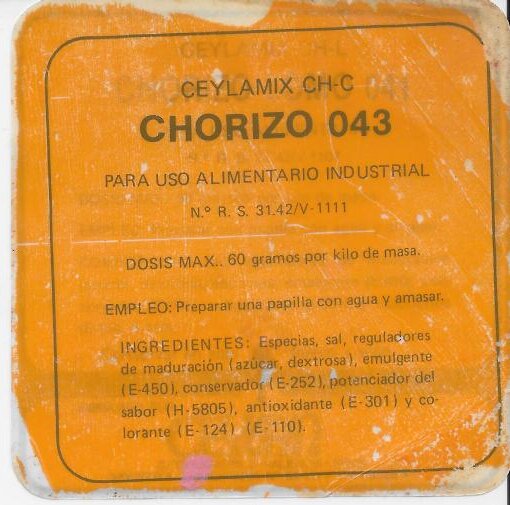 CEYLAMIX CH-C
CHORIZO 043
PARA USO ALIMENTARIO INDUSTRIAL
N.º R. S. 31.42/V-1111
DOSIS MAX.. 60 gramos por kilo de masa.
EMPLEO: Preparar una papilla con agua y amasar.
INGREDIENTES: Especias, sal, reguladores
de maduración (azúcar, dextrosa), emulgente
(E-450), conservador (E-252), potenciador del
sabor (H-5805), antioxidante (E-301) y co-
lorante (E-124) (E-110).